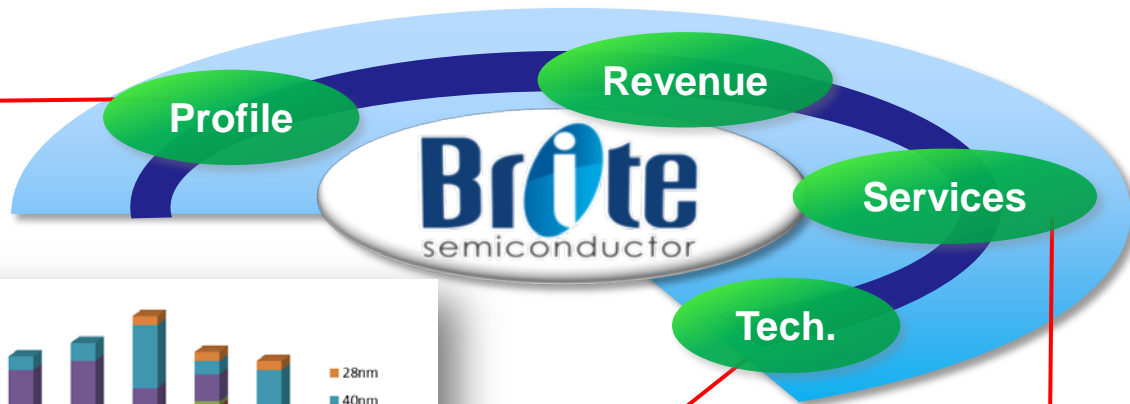 Profile
Revenue
Brite
semiconductor
Services
Tech.
28nm
40nm